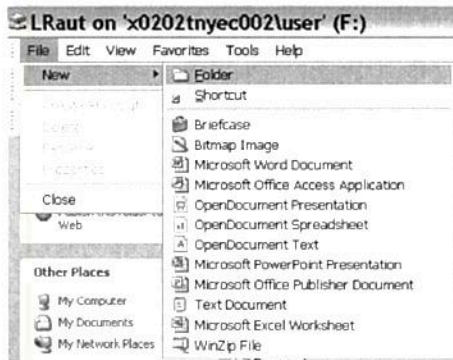 LRaut on 'x0202tnyec002\user' (F:)
File Edit View Favorites Tools Help
New
Folder
Shortcut
Briefcase
Bitmap Image
Microsoft Word Document
Microsoft Office Access Application
OpenDocument Presentation
OpenDocument Spreadsheet
OpenDocument Text
Microsoft PowerPoint Presentation
Microsoft Office Publisher Document
Text Document
Microsoft Excel Worksheet
WinZip File
Delete
Properties
Close
Web
Other Places
My Computer
My Documents
My Network Places